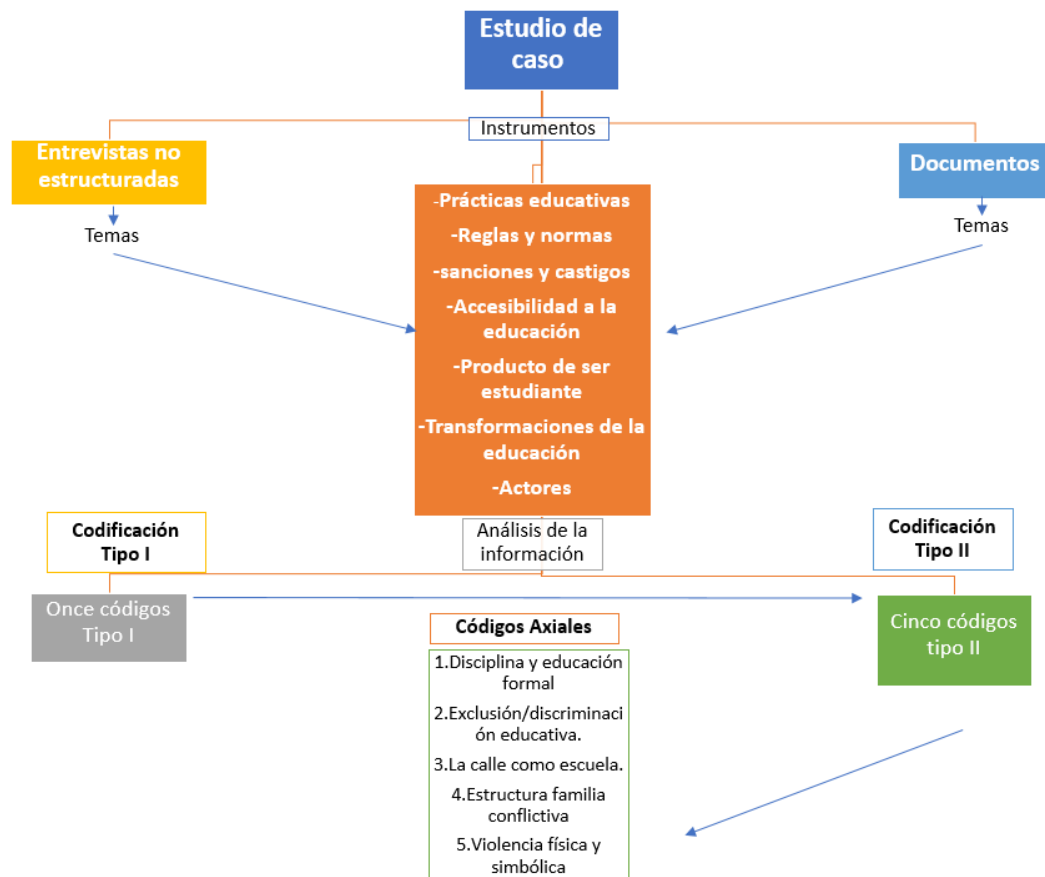 Estudio de
caso
Instrumentos
Entrevistas no
estructuradas
Documentos
Temas
Temas
-Prácticas educativas
-Reglas y normas
-sanciones y castigos
-Accesibilidad a la
educación
-Producto de ser
estudiante
-Transformaciones de la
educación
-Actores
Codificación
Tipo I
Análisis de la
información
Codificación
Tipo II
Once códigos
Tipo I
Cinco códigos
tipo II
Códigos Axiales
1.Disciplina y educación
formal
2.Exclusión/discriminaci
ón educativa.
3.La calle como escuela.
4.Estructura familia
conflictiva
5.Violencia física y
simbólica